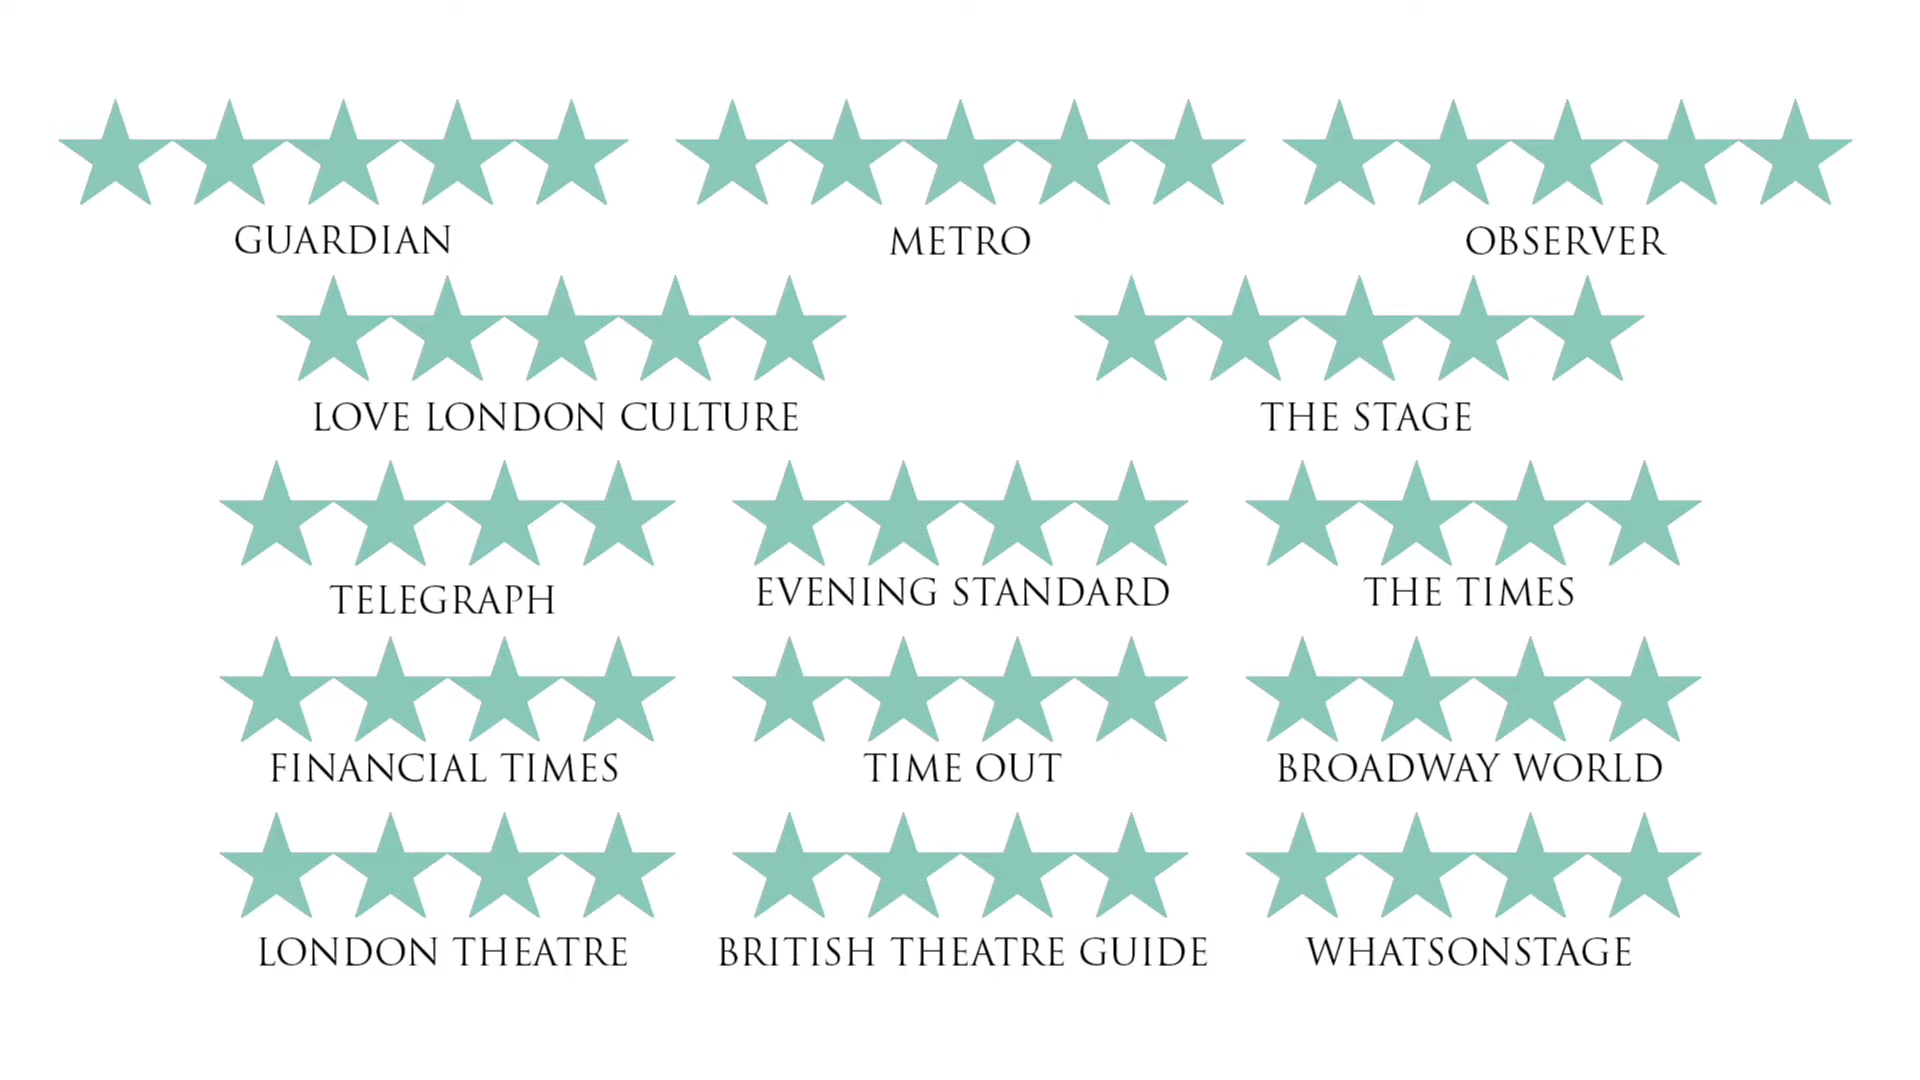 GUARDIAN
METRO
OBSERVER
LOVE LONDON CULTURE
THE STAGE
TELEGRAPH
EVENING STANDARD
THE TIMES
FINANCIAL TIMES
TIME OUT
BROADWAY WORLD
LONDON THEATRE
BRITISH THEATRE GUIDE
WHATSONSTAGE